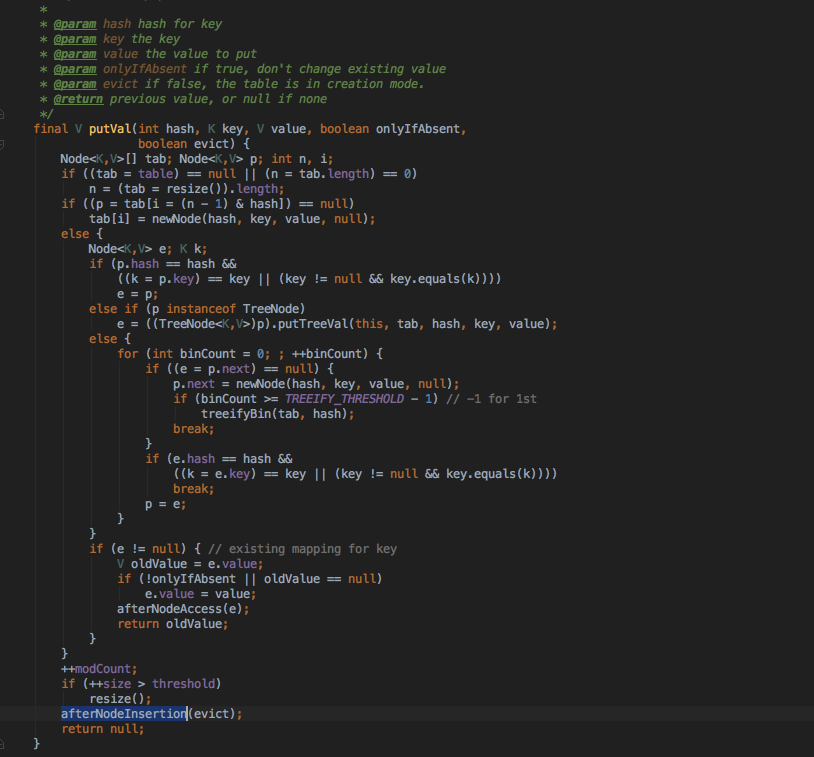 *
* @param hash hash for key
* @param key the key
* @param value the value to put
* @param onlyIfAbsent if true, don't change existing value
* @param evict if false, the table is in creation mode.
* @return previous value, or null if none
*/
final V putVal(int hash, K key, V value, boolean onlyIfAbsent,
boolean evict) {
Node<K,V>[] tab; Node<K,V> p; int n, i;
if ((tab = table) == null || (n = tab.length) == 0)
n = (tab = resize()).length;
if ((p = tab[i = (n - 1) & hash]) == null)
tab[i] = newNode(hash, key, value, null);
else {
Node<K,V> e; K k;
if (p.hash == hash &&
((k = p.key) == key || (key != null && key.equals(k))))
e = p;
else if (p instanceof TreeNode)
e = ((TreeNode<K,V>)p).putTreeVal(this, tab, hash, key, value);
else {
for (int binCount = 0; ; ++binCount) {
if ((e = p.next) == null) {
p.next = newNode(hash, key, value, null);
if (binCount >= TREEIFY_THRESHOLD - 1) // -1 for 1st
treeifyBin(tab, hash);
break;
}
if (e.hash == hash &&
((k = e.key) == key || (key != null && key.equals(k))))
break;
p = e;
}
}
if (e != null) { // existing mapping for key
V oldValue = e.value;
if (!onlyIfAbsent || oldValue == null)
e.value = value;
afterNodeAccess(e);
return oldValue;
}
}
++modCount;
if (++size > threshold)
resize();
afterNodeInsertion(evict);
return null;
}